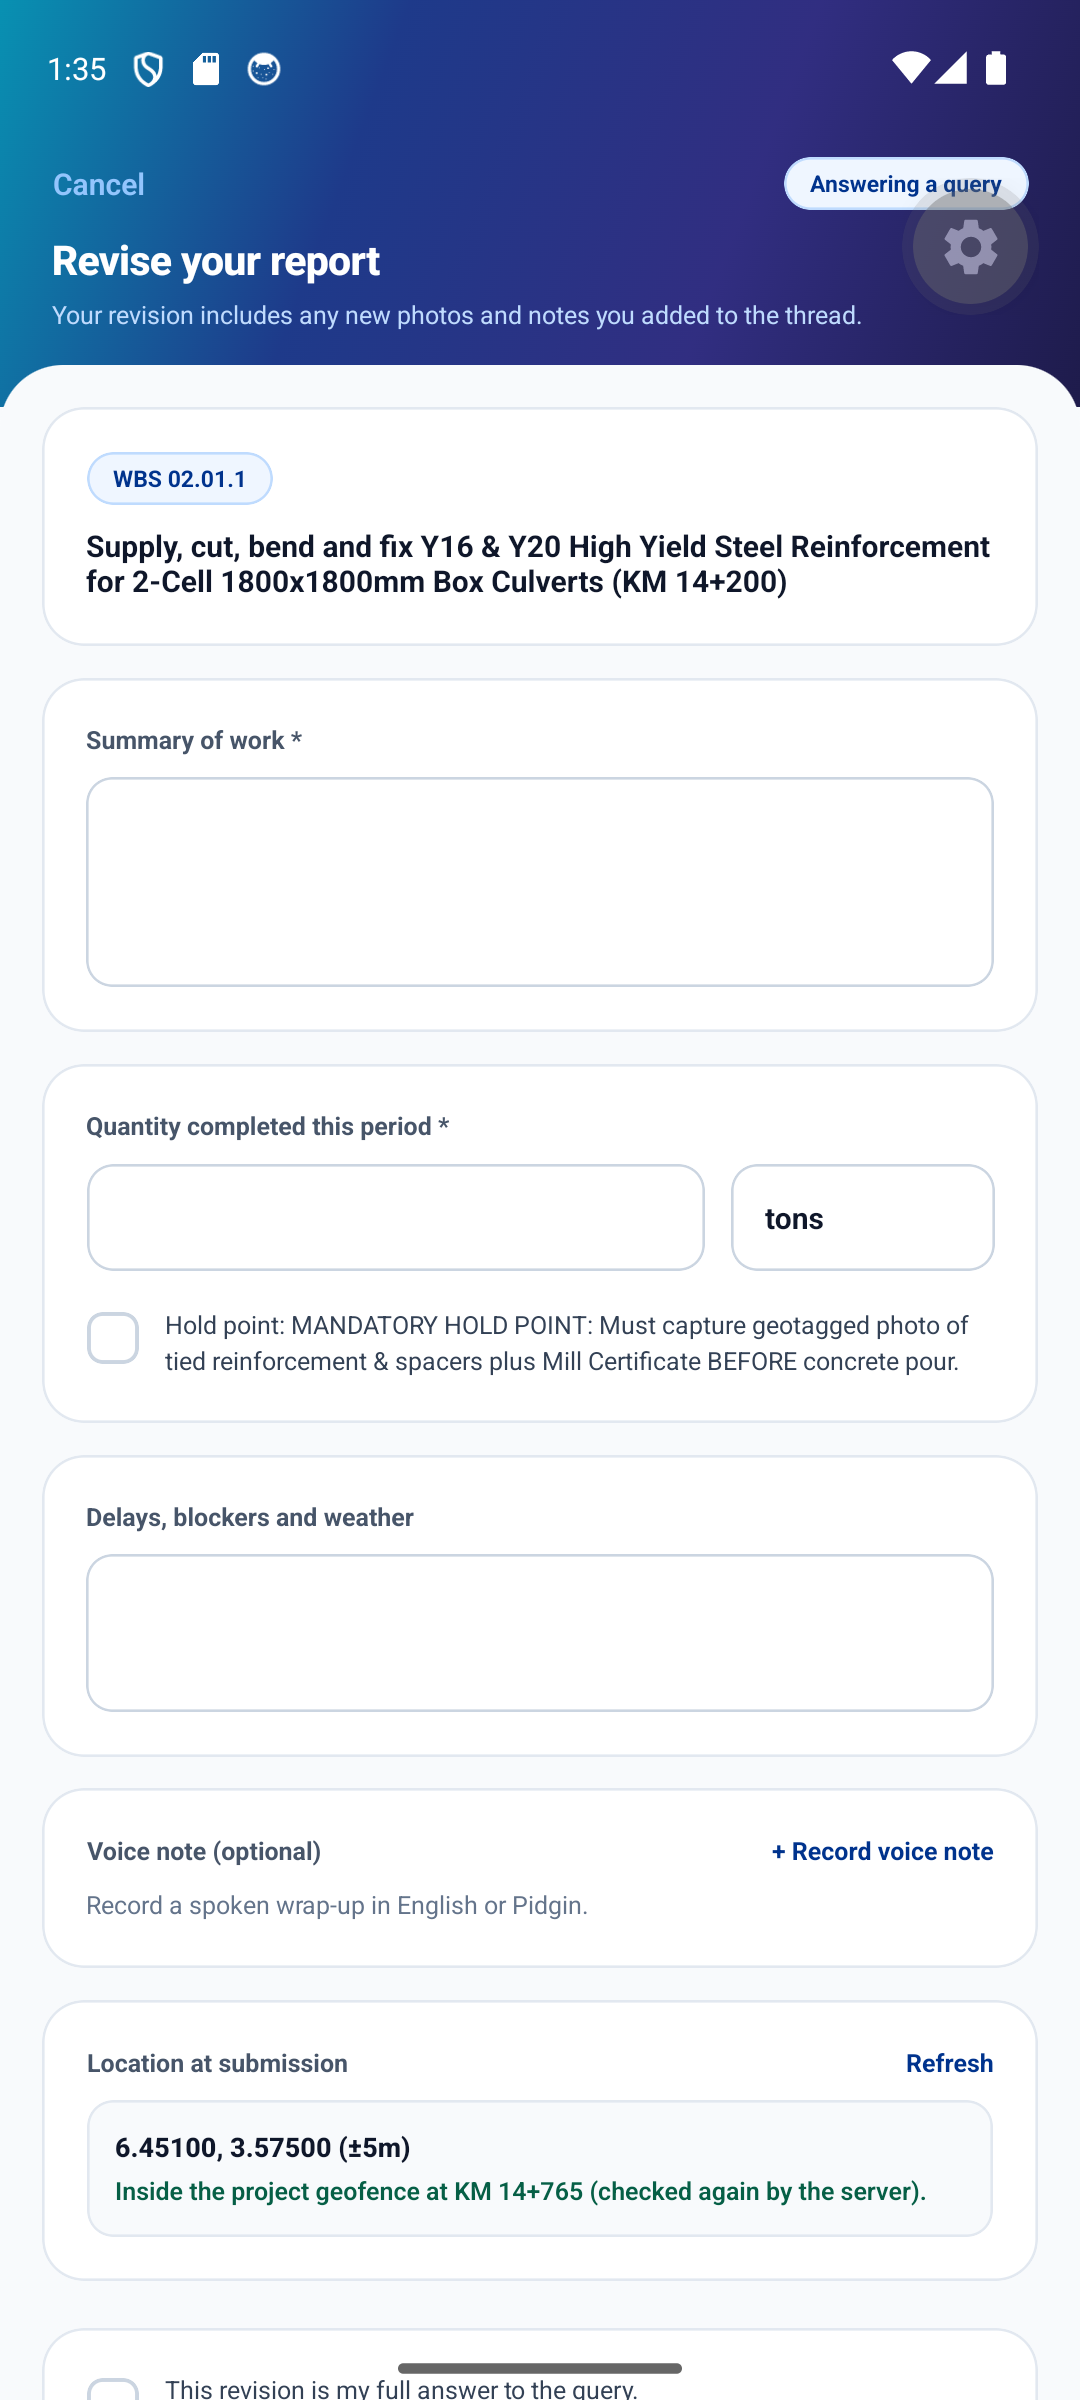 1:35
Cancel
Answering a query
Revise your report
Your revision includes any new photos and notes you added to the thread.
WBS 02.01.1
Supply, cut, bend and fix Y16 & Y20 High Yield Steel Reinforcement
for 2-Cell 1800x1800mm Box Culverts (KM 14+200)
Summary of work *
Quantity completed this period *
tons
Hold point: MANDATORY HOLD POINT: Must capture geotagged photo of
tied reinforcement & spacers plus Mill Certificate BEFORE concrete pour.
Delays, blockers and weather
Voice note (optional)
+ Record voice note
Record a spoken wrap-up in English or Pidgin.
Location at submission
Refresh
6.45100, 3.57500 (±5m)
Inside the project geofence at KM 14+765 (checked again by the server).
This revision is my full answer to the query.